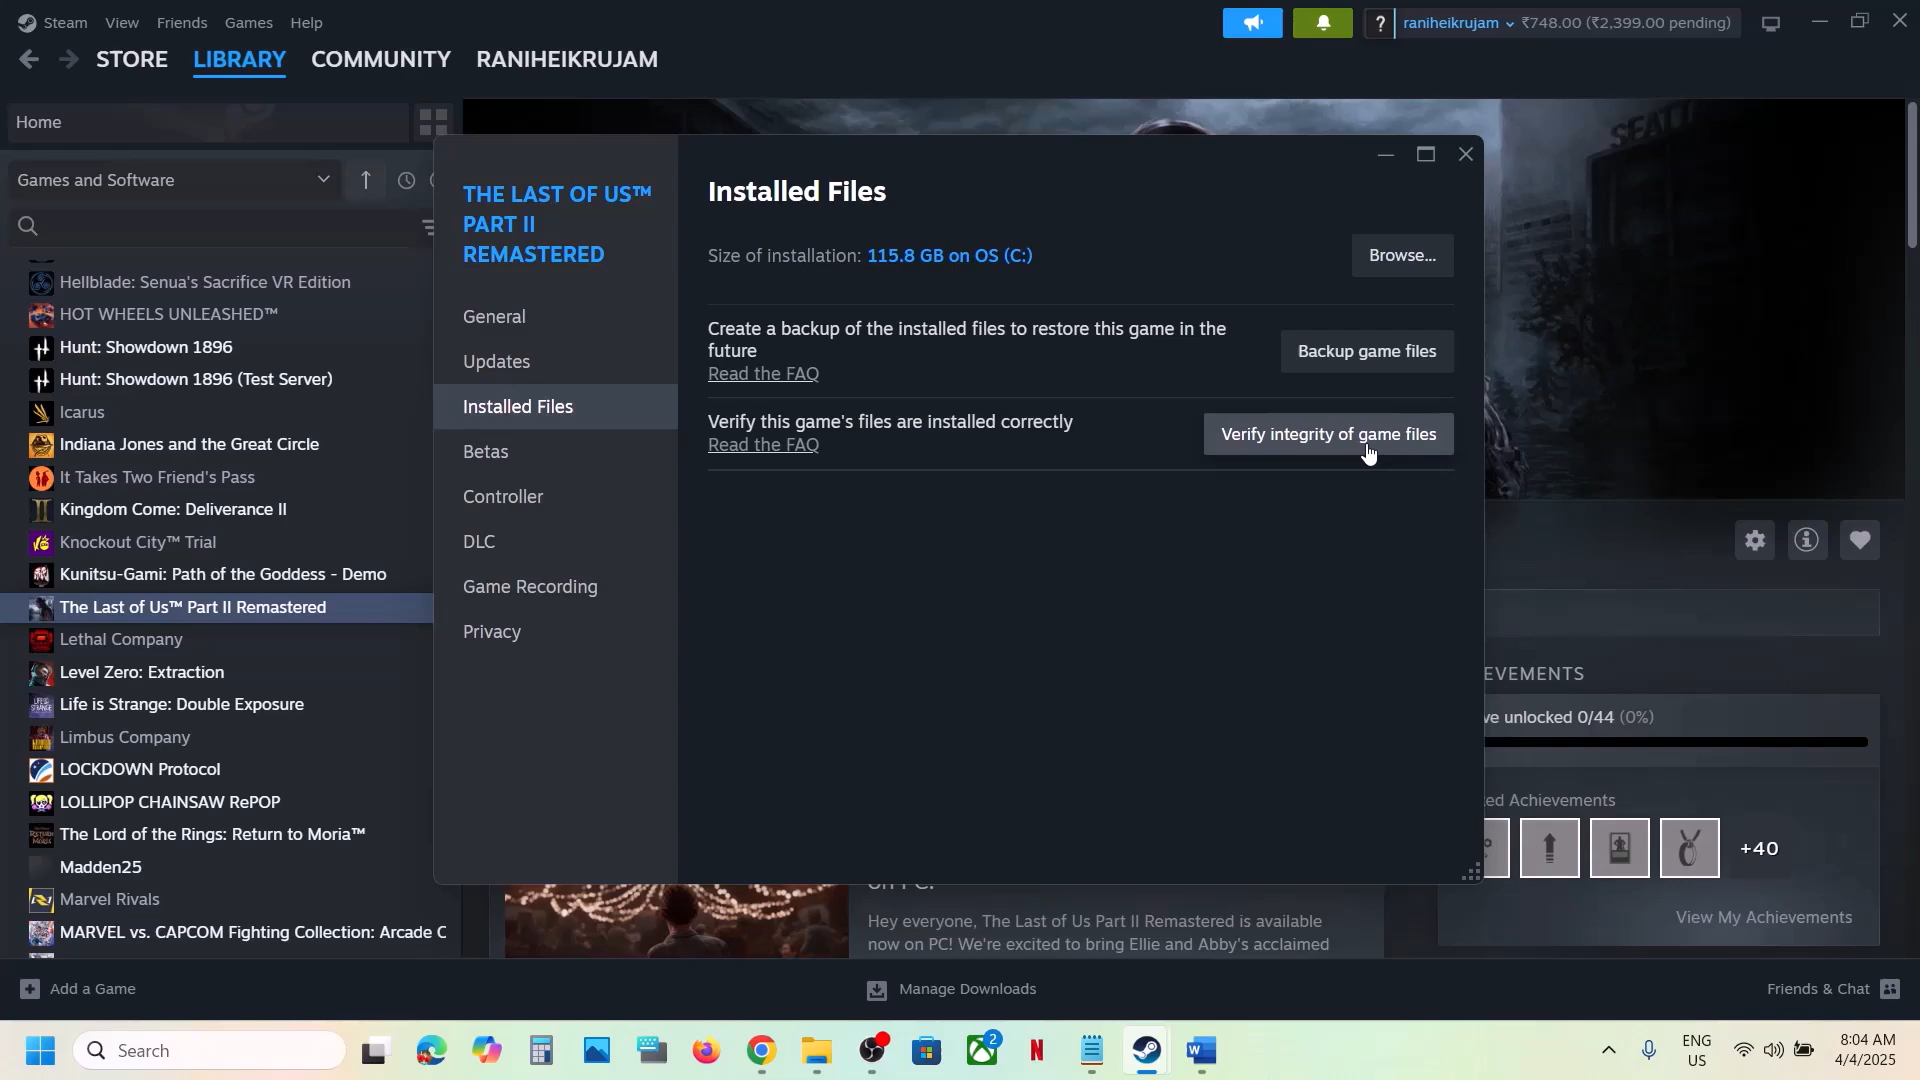 Steam View Friends Games Help
raniheikrujam ₹748.00 (₹2,399.00 pending)
STORE LIBRARY COMMUNITY RANIHEIKRUJAM
Home
Games and Software
Hellblade: Senua's Sacrifice VR Edition
HOT WHEELS UNLEASHED™
Hunt: Showdown 1896
Hunt: Showdown 1896 (Test Server)
Icarus
Indiana Jones and the Great Circle
It Takes Two Friend's Pass
Kingdom Come: Deliverance II
Knockout City™ Trial
Kunitsu-Gami: Path of the Goddess - Demo
The Last of Us™ Part II Remastered
Lethal Company
Level Zero: Extraction
Life is Strange: Double Exposure
Limbus Company
LOCKDOWN Protocol
LOLLIPOP CHAINSAW RePOP
The Lord of the Rings: Return to Moria™
Madden25
Marvel Rivals
MARVEL vs. CAPCOM Fighting Collection: Arcade C
THE LAST OF US™
PART II
REMASTERED
General
Updates
Installed Files
Betas
Controller
DLC
Game Recording
Privacy
Installed Files
Size of installation: 115.8 GB on OS (C:)
Browse...
Create a backup of the installed files to restore this game in the
future
Read the FAQ
Backup game files
Verify this game's files are installed correctly
Read the FAQ
Verify integrity of game files
SEATTL
EVEMENTS
ve unlocked 0/44 (0%)
ked Achievements
+40
View My Achievements
on PC!
Hey everyone, The Last of Us Part II Remastered is available
now on PC! We're excited to bring Ellie and Abby's acclaimed
Add a Game
Manage Downloads
Friends & Chat
Search
2
ENG
US
8:04 AM
4/4/2025